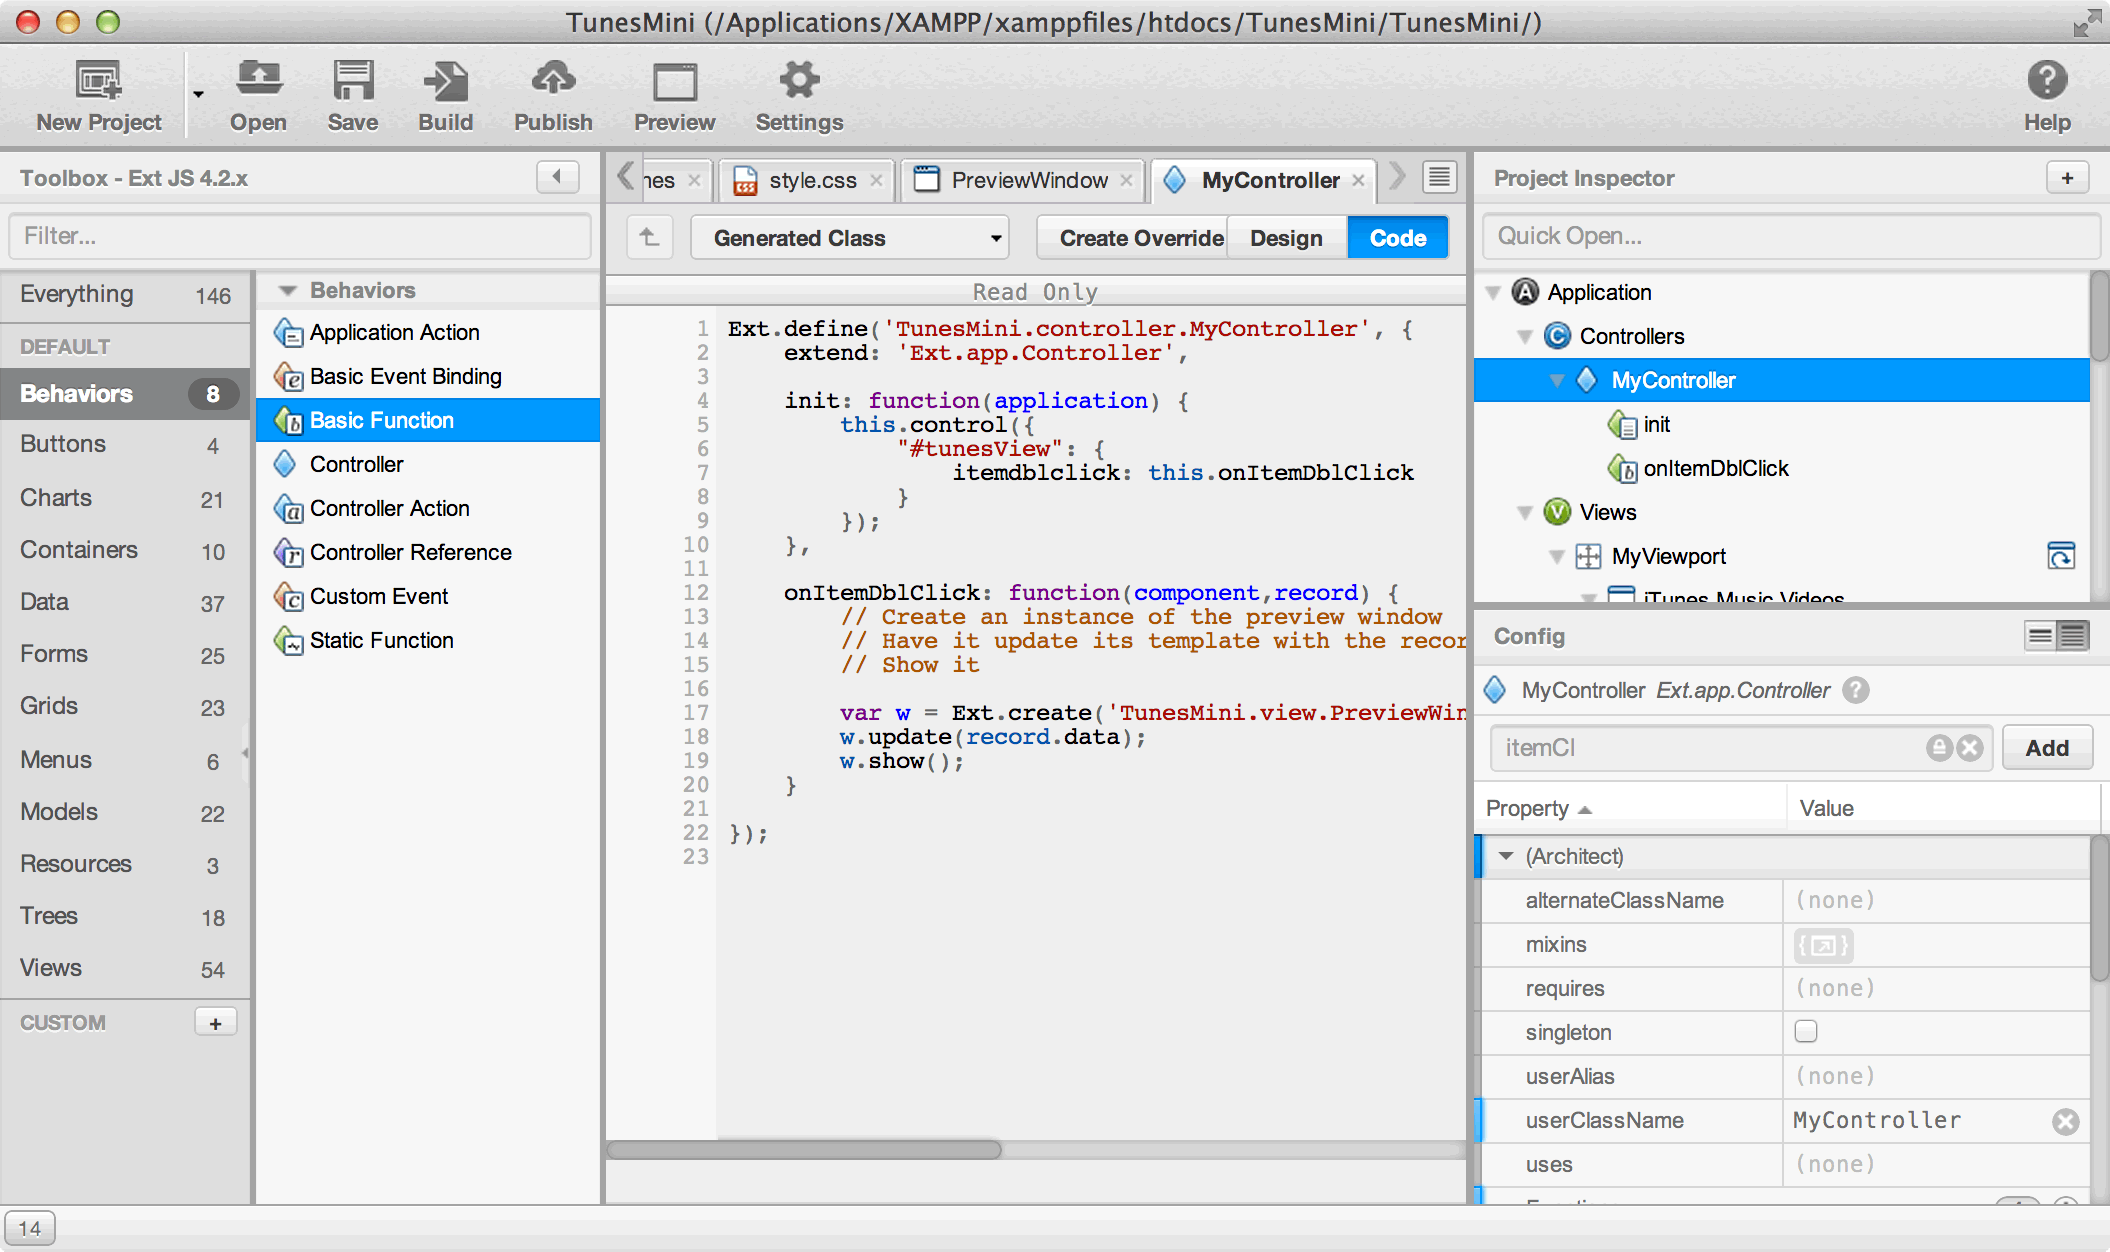 TunesMini (/Applications/XAMPP/xamppfiles/htdocs/TunesMini/TunesMini/)
New Project
Open
Save
Build
Publish
Preview
Settings
Help
Toolbox - Ext JS 4.2.x
Filter...
Everything 146
DEFAULT
Behaviors 8
Buttons 4
Charts 21
Containers 10
Data 37
Forms 25
Grids 23
Menus 6
Models 22
Resources 3
Trees 18
Views 54
CUSTOM +
Behaviors
Application Action
Basic Event Binding
Basic Function
Controller
Controller Action
Controller Reference
Custom Event
Static Function
nes
style.css
PreviewWindow
MyController
Generated Class
Create Override
Design
Code
Read Only
1 Ext.define('TunesMini.controller.MyController', {
2     extend: 'Ext.app.Controller',
3
4     init: function(application) {
5         this.control({
6             "#tunesView": {
7                 itemdblclick: this.onItemDblClick
8             }
9         });
10     },
11
12     onItemDblClick: function(component,record) {
13         // Create an instance of the preview window
14         // Have it update its template with the recor
15         // Show it
16
17         var w = Ext.create('TunesMini.view.PreviewWin
18         w.update(record.data);
19         w.show();
20     }
21
22 });
23
Project Inspector +
Quick Open...
Application
Controllers
MyController
init
onItemDblClick
Views
MyViewport
iTunes Music Videos
Config
MyController Ext.app.Controller ?
itemCl
Add
Property Value
(Architect)
alternateClassName (none)
mixins
requires (none)
singleton
userAlias (none)
userClassName MyController
uses (none)
14